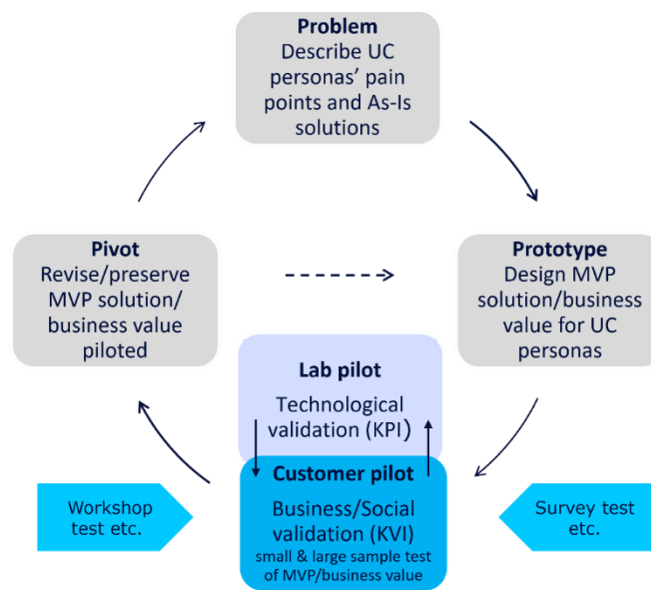 Problem
Describe UC
personas’ pain
points and As-Is
solutions
Pivot
Revise/preserve
MVP solution/
business value
piloted
Prototype
Design MVP
solution/business
value for UC
personas
Lab pilot
Technological
validation (KPI)
Customer pilot
Business/Social
validation (KVI)
small & large sample test
of MVP/business value
Workshop
test etc.
Survey test
etc.